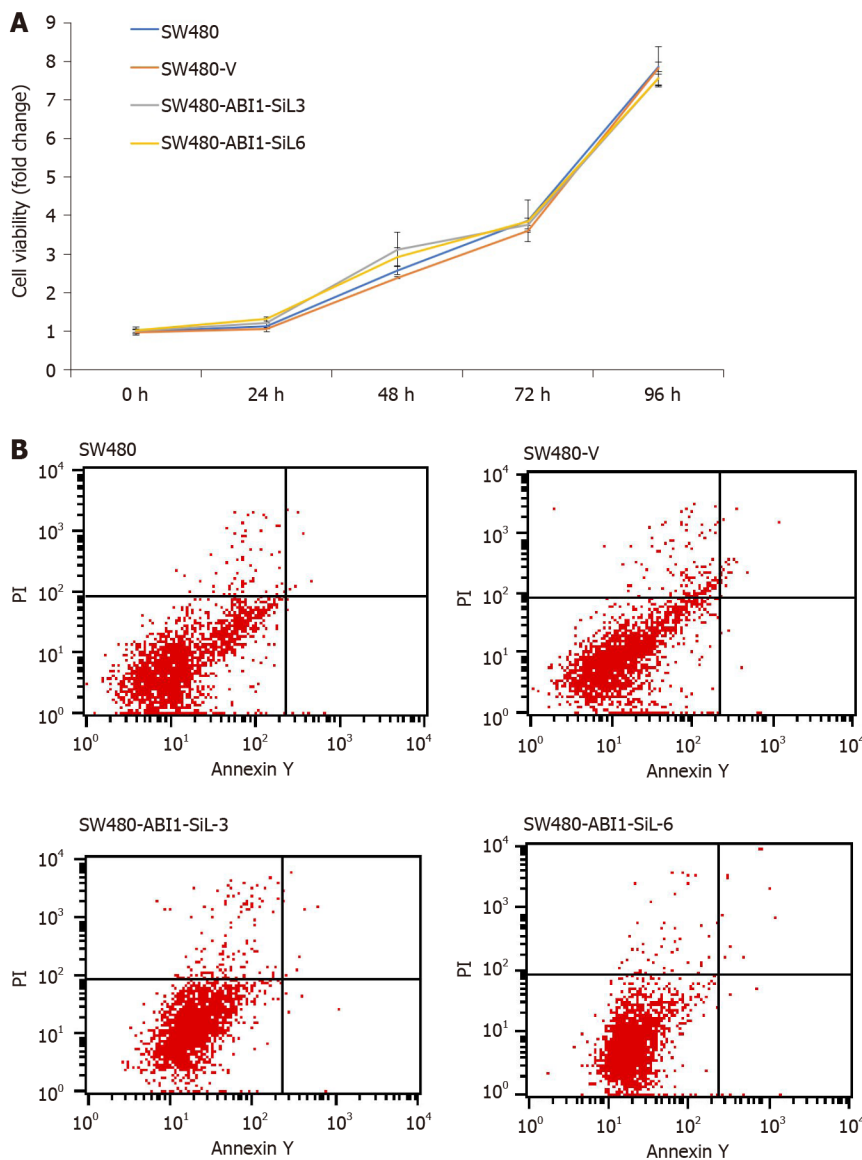 A
Cell viability (fold change)
9
8
7
6
5
4
3
2
1
0
SW480
SW480-V
SW480-ABI1-SiL3
SW480-ABI1-SiL6
0 h 24 h 48 h 72 h 96 h
B
SW480
PI
10⁴
10³
10²
10¹
10⁰
10⁰ 10¹ 10² 10³ 10⁴
Annexin Y
SW480-V
PI
10⁴
10³
10²
10¹
10⁰
10⁰ 10¹ 10² 10³ 10⁴
Annexin Y
SW480-ABI1-SiL-3
PI
10⁴
10³
10²
10¹
10⁰
10⁰ 10¹ 10² 10³ 10⁴
Annexin Y
SW480-ABI1-SiL-6
PI
10⁴
10³
10²
10¹
10⁰
10⁰ 10¹ 10² 10³ 10⁴
Annexin Y